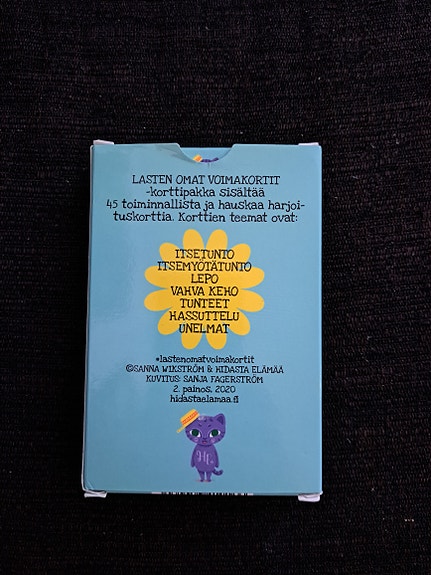 LASTEN OMAT VOIMAKORTIT
-korttipakka sisältää
45 toiminnallista ja hauskaa harjoi-
tuskorttia. Korttien teemat ovat:
ITSETUNTO
ITSEMYÖTÄTUNTO
LEPO
VAHVA KEHO
TUNTEET
HASSUTTELU
UNELMAT
*lastenomatvoimakortit
©SANNA WIKSTRÖM & HIDASTA ELÄMÄÄ
KUVITUS: SANJA FAGERSTRÖM
2. painos, 2020
hidastaelamaa.fi